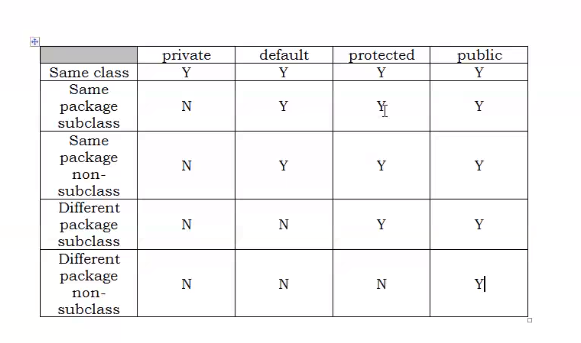 private default protected public
Same class Y Y Y Y
Same
package N Y Y Y
subclass
Same
package
non- N Y Y Y
subclass
Different
package N N Y Y
subclass
Different
package
non- N N N Y
subclass